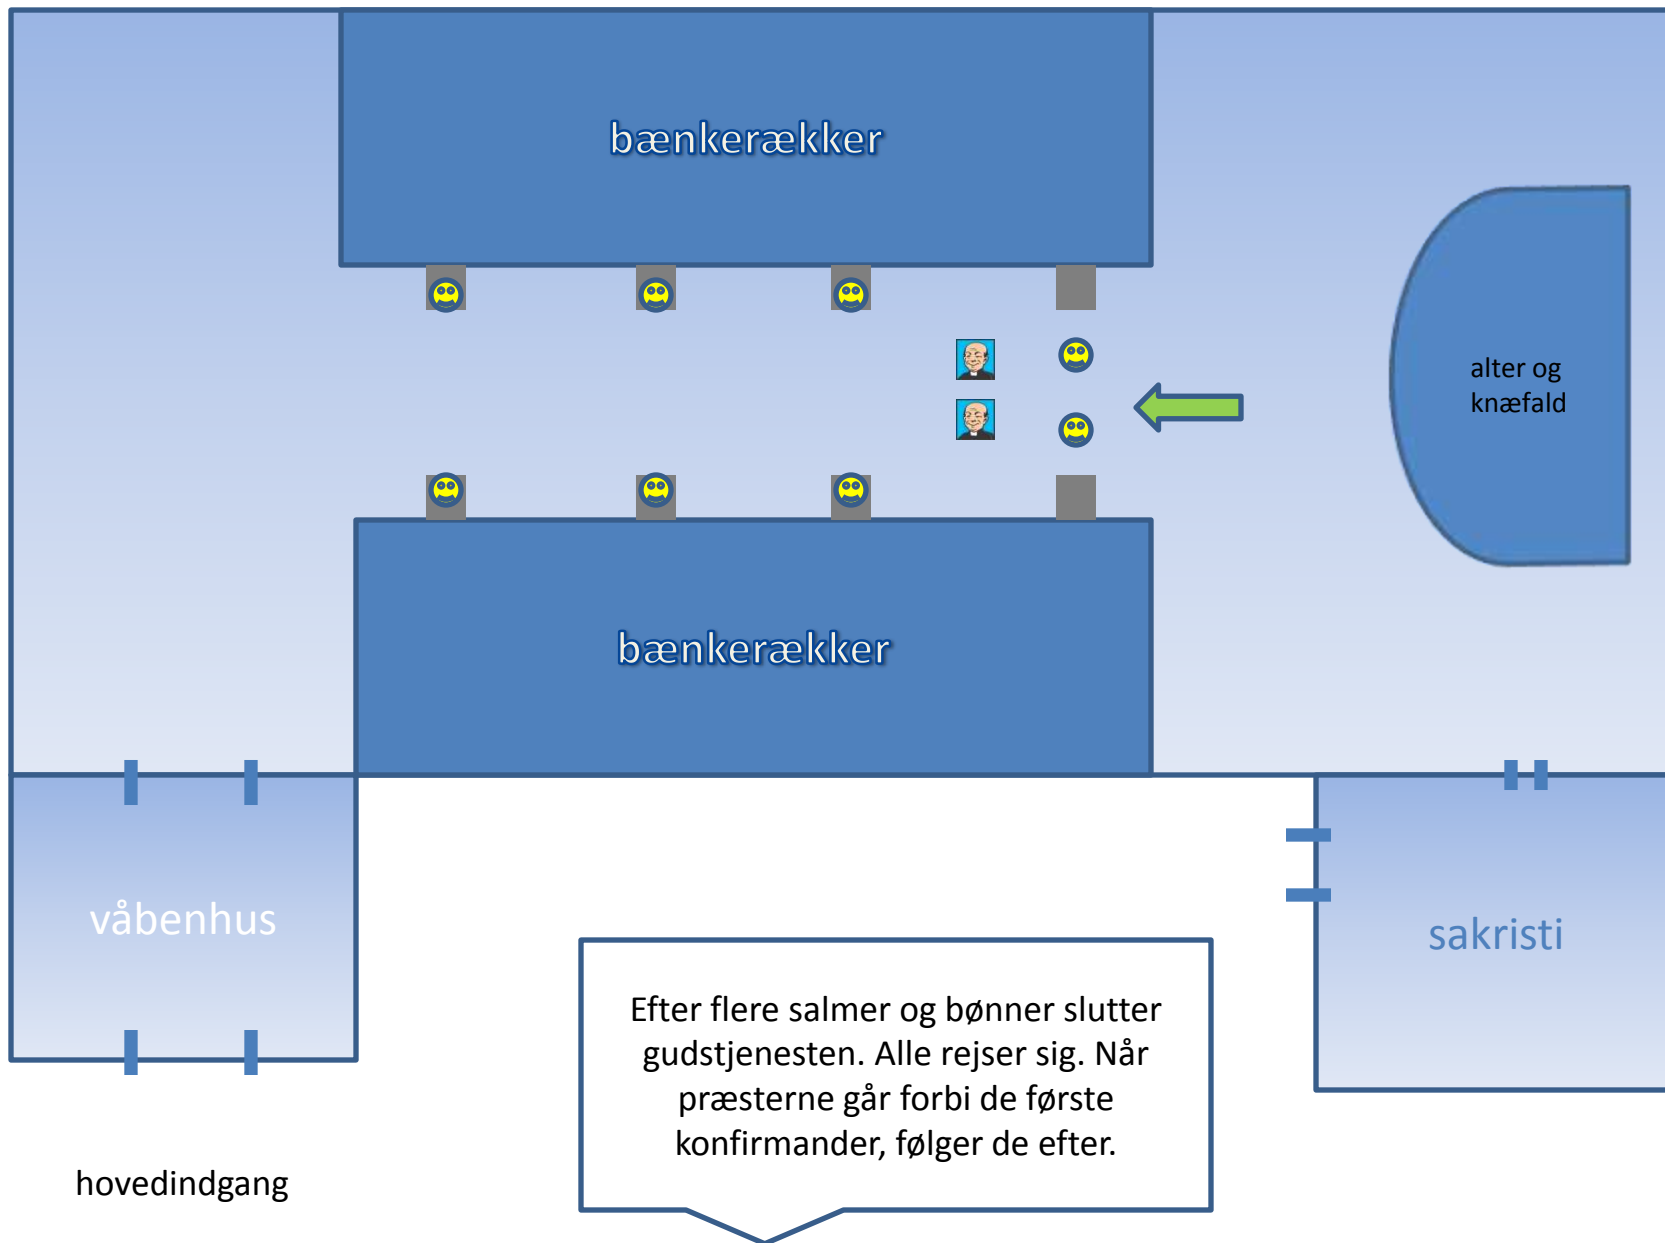 bænkerækker
alter og
knæfald
bænkerækker
våbenhus
sakristi
Efter flere salmer og bønner slutter
gudstjenesten. Alle rejser sig. Når
præsterne går forbi de første
konfirmander, følger de efter.
hovedindgang